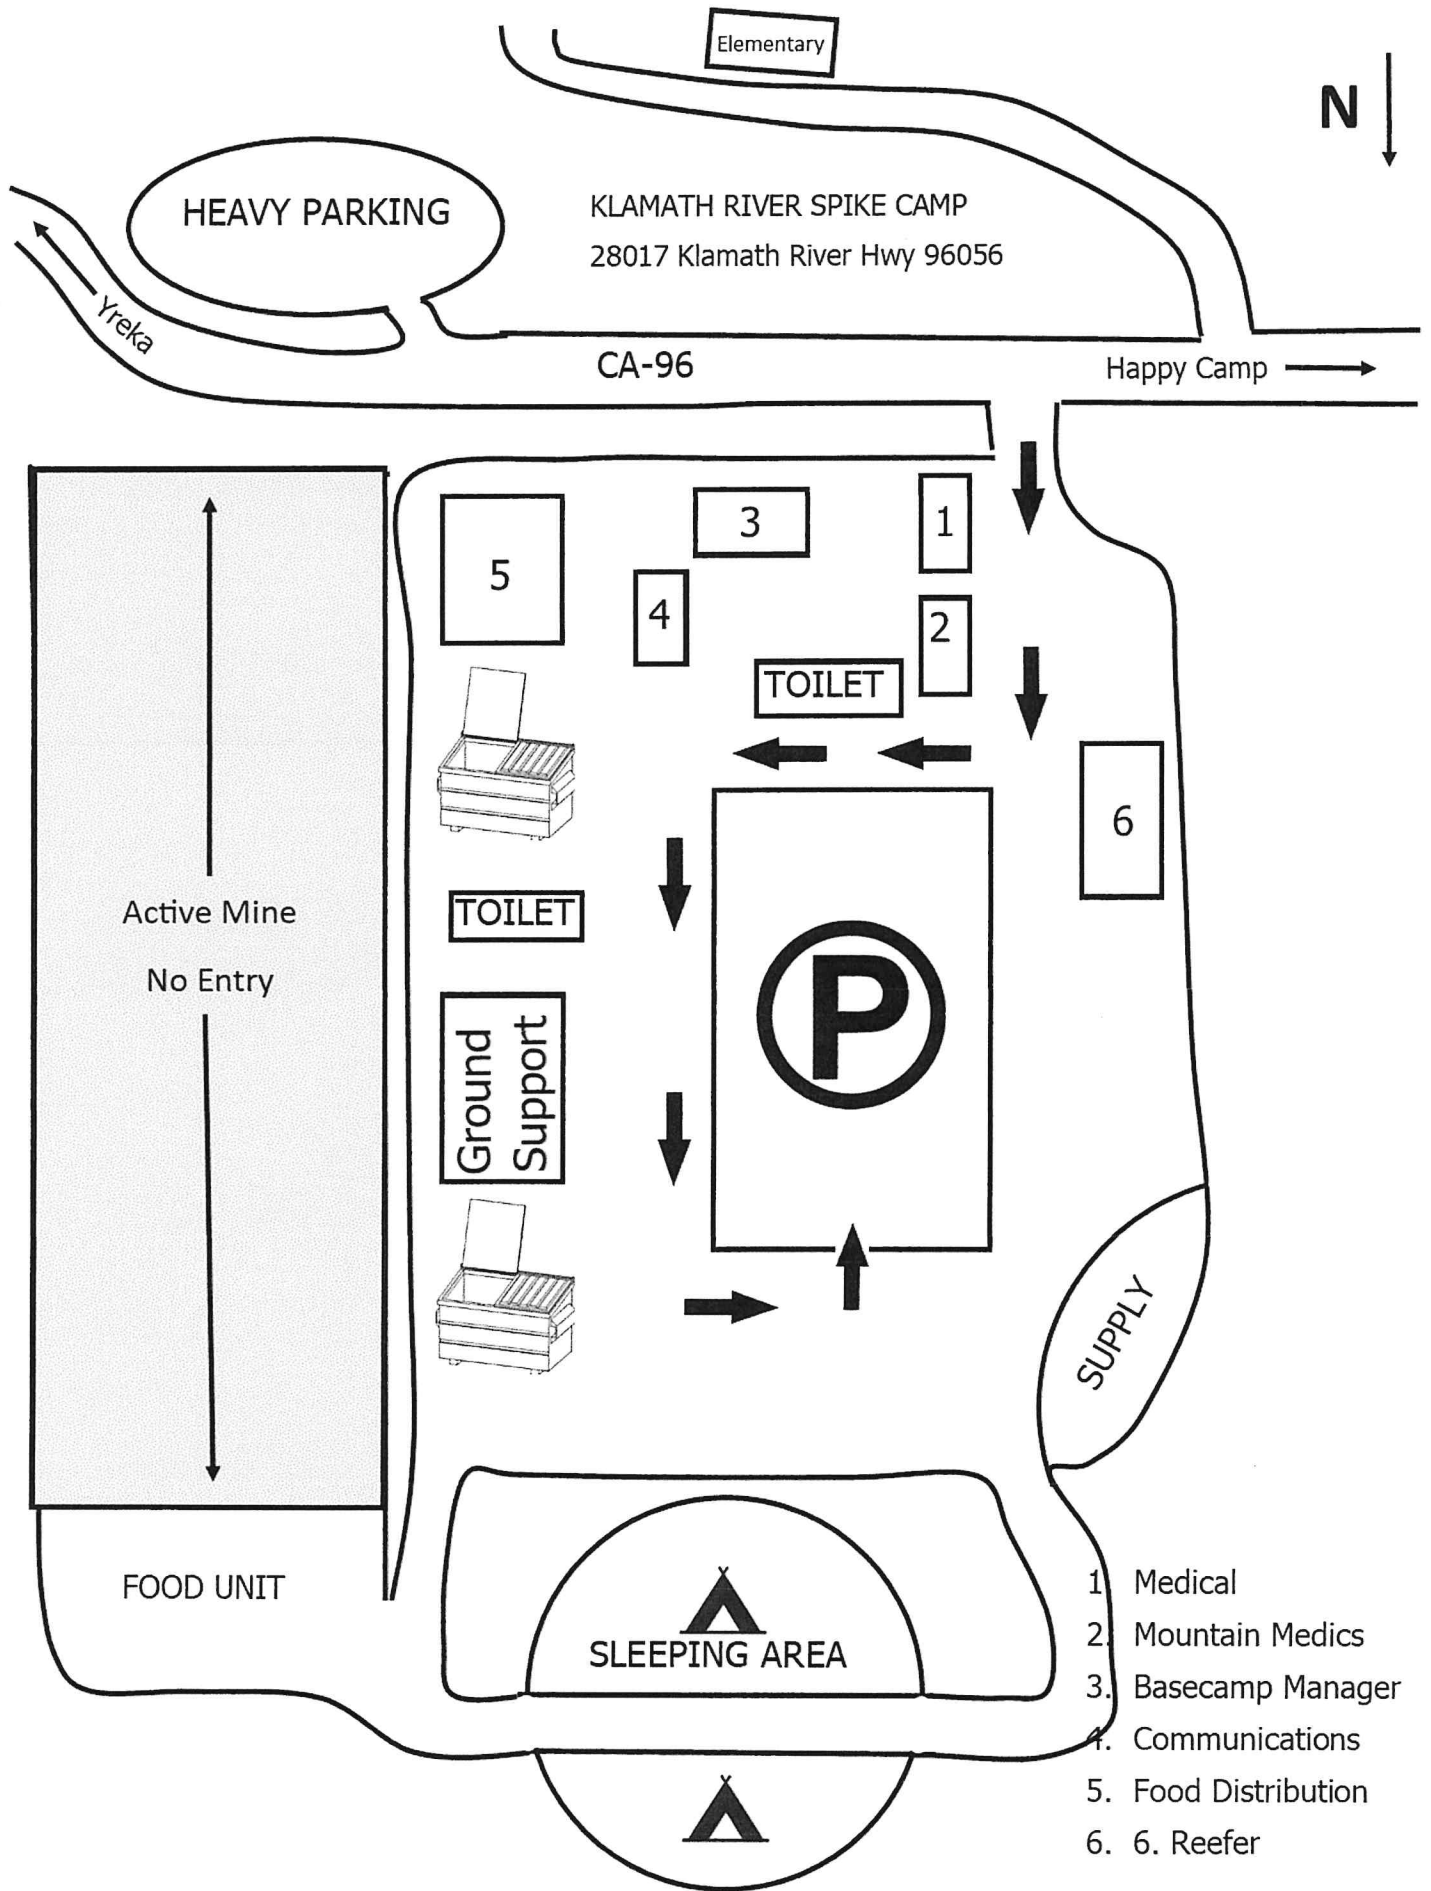 Elementary
N
HEAVY PARKING
KLAMATH RIVER SPIKE CAMP
28017 Klamath River Hwy 96056
Yreka
CA-96
Happy Camp
1
3
5
4
2
TOILET
6
Active Mine
No Entry
TOILET
P
Ground
Support
SUPPLY
FOOD UNIT
SLEEPING AREA
1. Medical
2. Mountain Medics
3. Basecamp Manager
4. Communications
5. Food Distribution
6. 6. Reefer